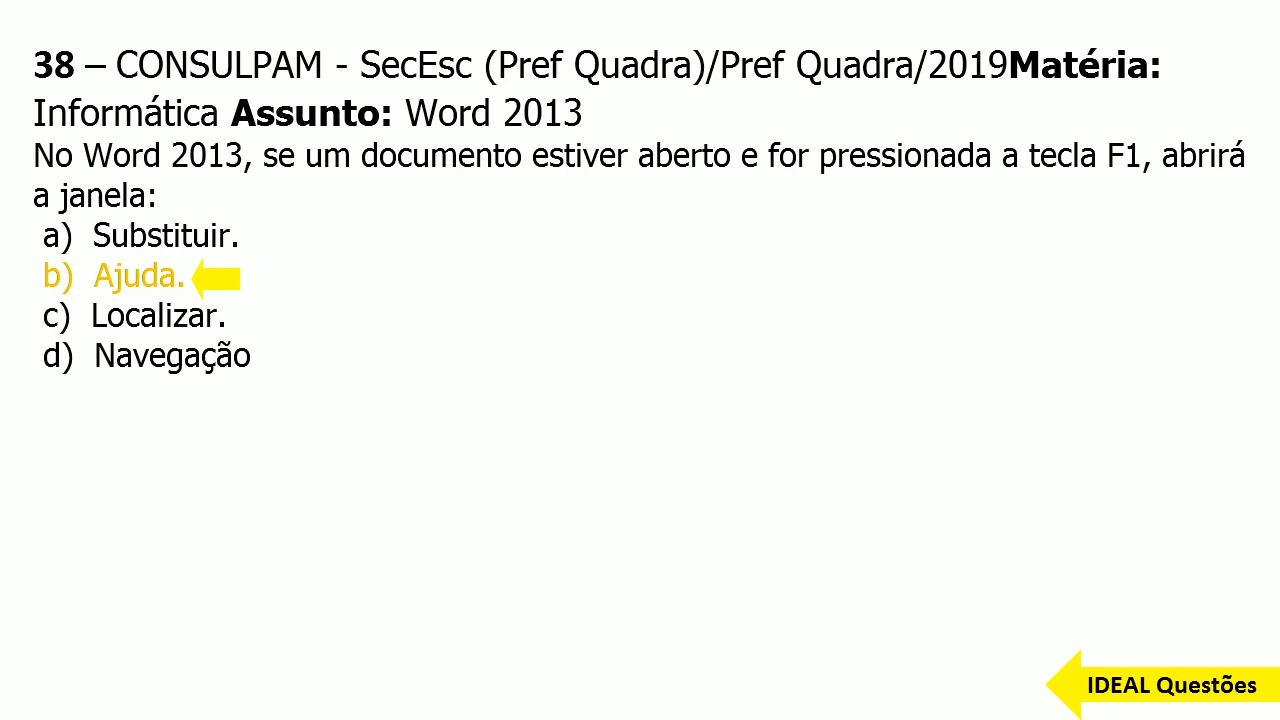 38 – CONSULPAM - SecEsc (Pref Quadra)/Pref Quadra/2019Matéria:
Informática Assunto: Word 2013
No Word 2013, se um documento estiver aberto e for pressionada a tecla F1, abrirá
a janela:
a) Substituir.
b) Ajuda.
c) Localizar.
d) Navegação
IDEAL Questões